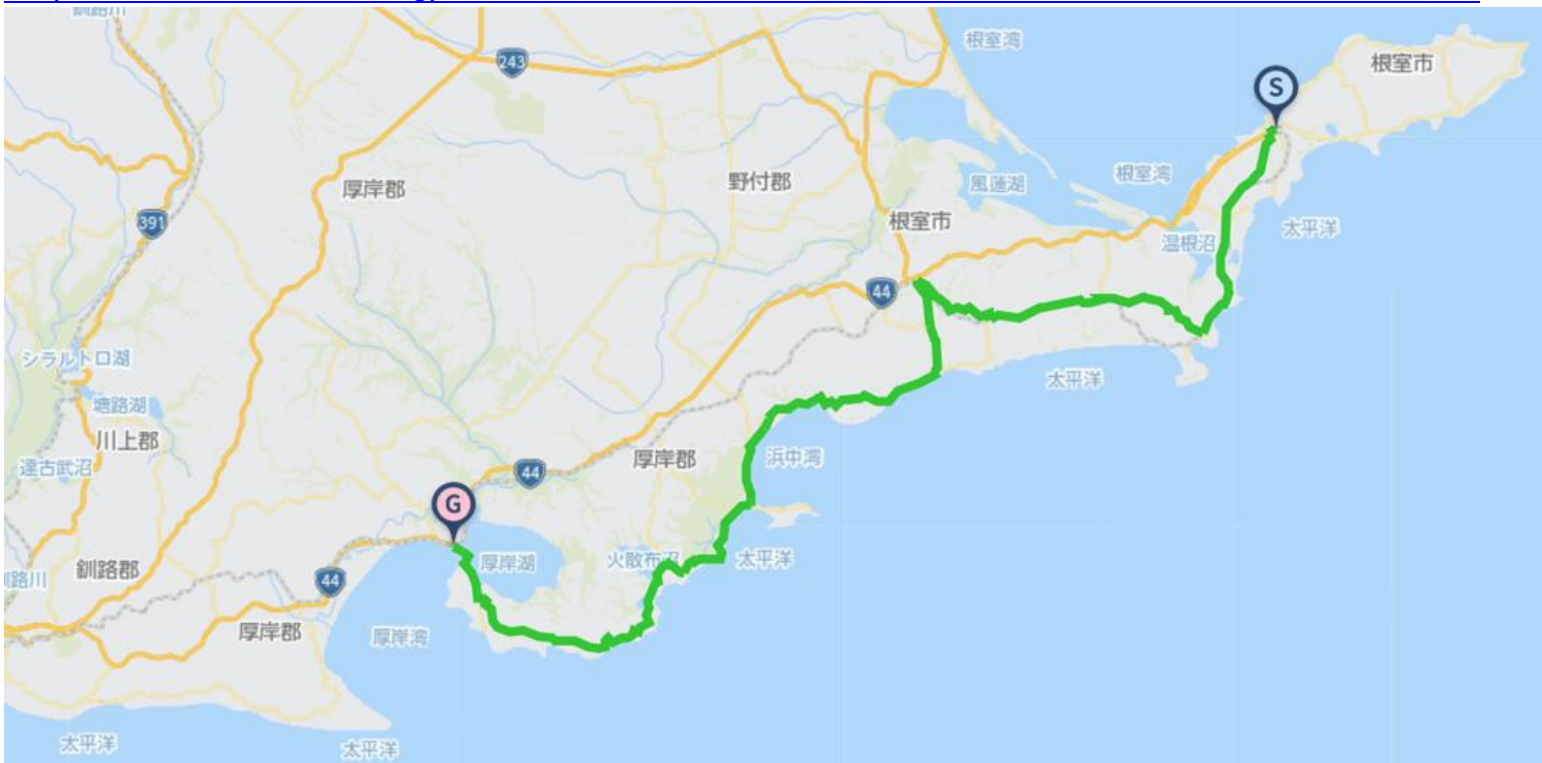 釧路川
243
根室湾
根室市
S
391
厚岸郡
野付郡
風蓮湖
根室湾
根室市
温根沼
太平洋
44
シラルトロ湖
塘路湖
太平洋
川上郡
達古武沼
44
厚岸郡
浜中湾
G
厚岸湖
火散布沼
太平洋
釧路郡
44
厚岸郡
厚岸湾
太平洋
太平洋